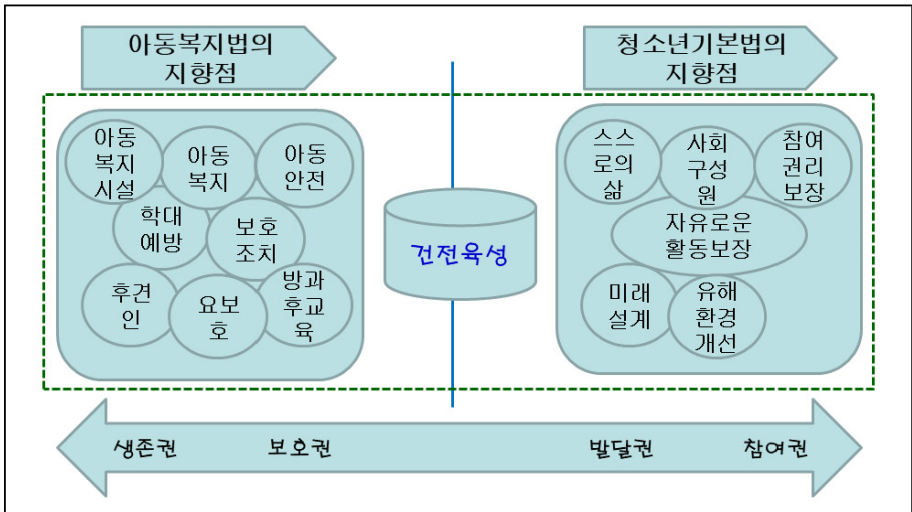 아동복지법의
지향점
청소년기본법의
지향점
아동
복지
시설
아동
복지
아동
안전
학대
예방
보호
조치
후견
인
요보
호
방과
후교
육
건전육성
스스
로의
삶
사회
구성
원
참여
권리
보장
자유로운
활동보장
미래
설계
유해
환경
개선
생존권
보호권
발달권
참여권